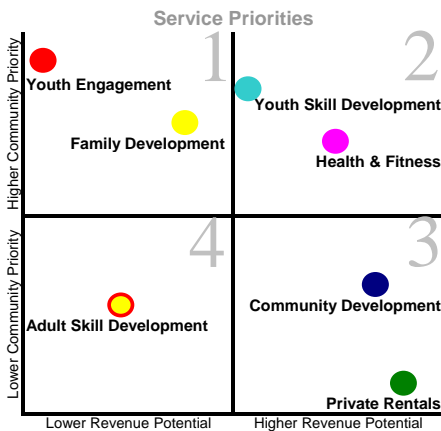 Service Priorities
Higher Community Priority
1
2
Youth Engagement
Youth Skill Development
Family Development
Health & Fitness
Lower Community Priority
4
3
Community Development
Adult Skill Development
Private Rentals
Lower Revenue Potential
Higher Revenue Potential